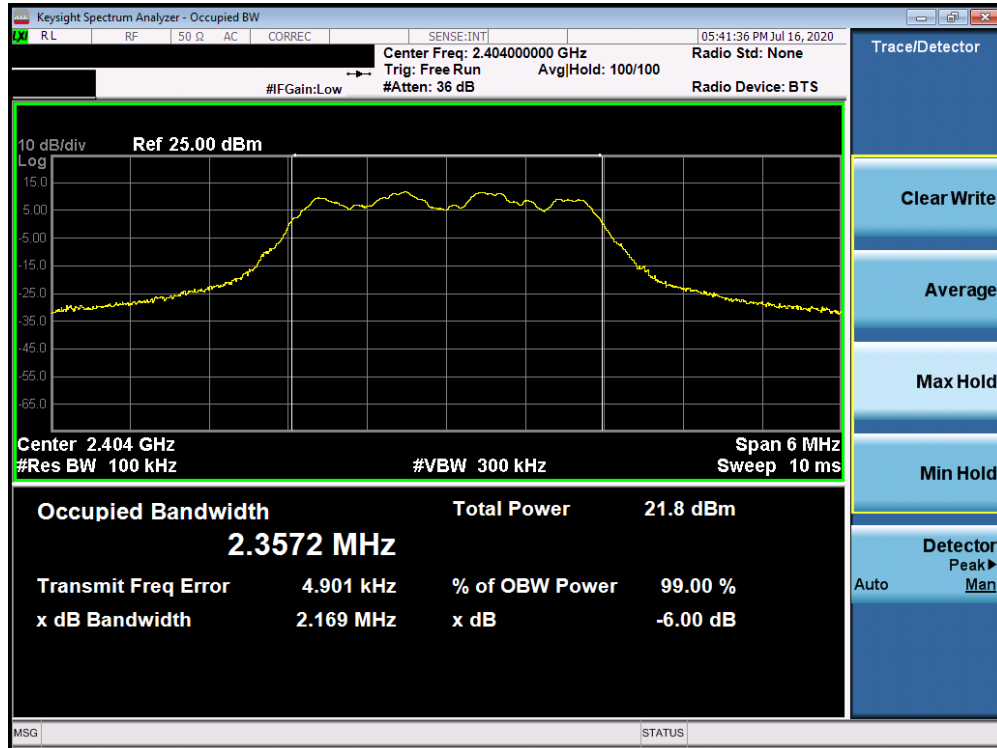 Keysight Spectrum Analyzer - Occupied BW
LXI RL RF 50 Ω AC CORREC SENSE:INT 05:41:36 PM Jul 16, 2020
Center Freq: 2.404000000 GHz Radio Std: None
Trig: Free Run Avg|Hold: 100/100
#IFGain:Low #Atten: 36 dB Radio Device: BTS
10 dB/div Ref 25.00 dBm
Log
15.0
5.00
-5.00
-15.0
-25.0
-35.0
-45.0
-55.0
-65.0
Center 2.404 GHz Span 6 MHz
#Res BW 100 kHz #VBW 300 kHz Sweep 10 ms
Occupied Bandwidth Total Power 21.8 dBm
2.3572 MHz
Transmit Freq Error 4.901 kHz % of OBW Power 99.00 %
x dB Bandwidth 2.169 MHz x dB -6.00 dB
MSG STATUS
Trace/Detector
Clear Write
Average
Max Hold
Min Hold
Detector
Peak▶
Auto Man